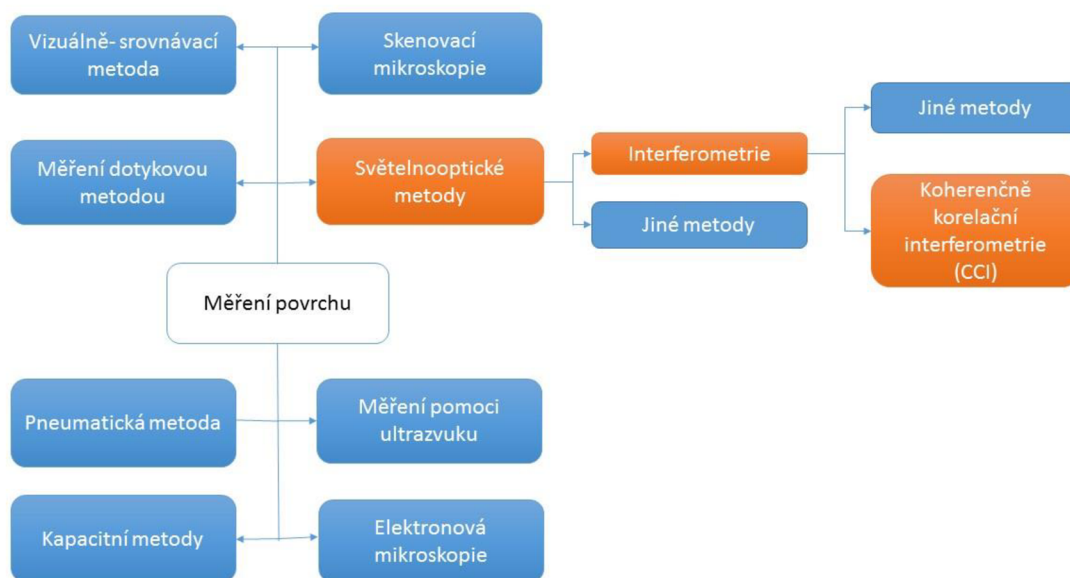 Vizuálně- srovnávací
metoda
Skenovací
mikroskopie
Jiné metody
Měření dotykovou
metodou
Světelnooptické
metody
Interferometrie
Jiné metody
Koherenčně
korelační
interferometrie
(CCI)
Měření povrchu
Pneumatická metoda
Měření pomoci
ultrazvuku
Kapacitní metody
Elektronová
mikroskopie